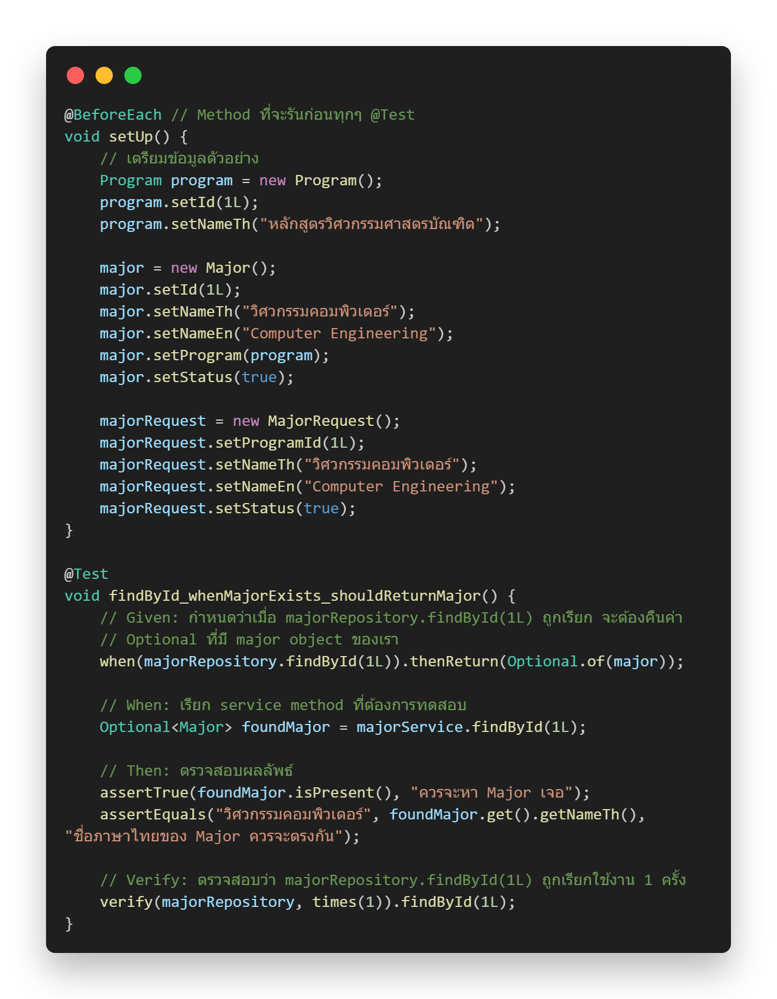 @BeforeEach // Method ที่จะรันก่อนทุกๆ @Test
void setUp() {
    // เตรียมข้อมูลตัวอย่าง
    Program program = new Program();
    program.setId(1L);
    program.setNameTh("หลักสูตรวิศวกรรมศาสตรบัณฑิต");

    major = new Major();
    major.setId(1L);
    major.setNameTh("วิศวกรรมคอมพิวเตอร์");
    major.setNameEn("Computer Engineering");
    major.setProgram(program);
    major.setStatus(true);

    majorRequest = new MajorRequest();
    majorRequest.setProgramId(1L);
    majorRequest.setNameTh("วิศวกรรมคอมพิวเตอร์");
    majorRequest.setNameEn("Computer Engineering");
    majorRequest.setStatus(true);
}

@Test
void findById_whenMajorExists_shouldReturnMajor() {
    // Given: กำหนดว่าเมื่อ majorRepository.findById(1L) ถูกเรียก จะต้องคืนค่า
    // Optional ที่มี major object ของเรา
    when(majorRepository.findById(1L)).thenReturn(Optional.of(major));

    // When: เรียก service method ที่ต้องการทดสอบ
    Optional<Major> foundMajor = majorService.findById(1L);

    // Then: ตรวจสอบผลลัพธ์
    assertTrue(foundMajor.isPresent(), "ควรจะหา Major เจอ");
    assertEquals("วิศวกรรมคอมพิวเตอร์", foundMajor.get().getNameTh(),
"ชื่อภาษาไทยของ Major ควรจะตรงกัน");

    // Verify: ตรวจสอบว่า majorRepository.findById(1L) ถูกเรียกใช้งาน 1 ครั้ง
    verify(majorRepository, times(1)).findById(1L);
}